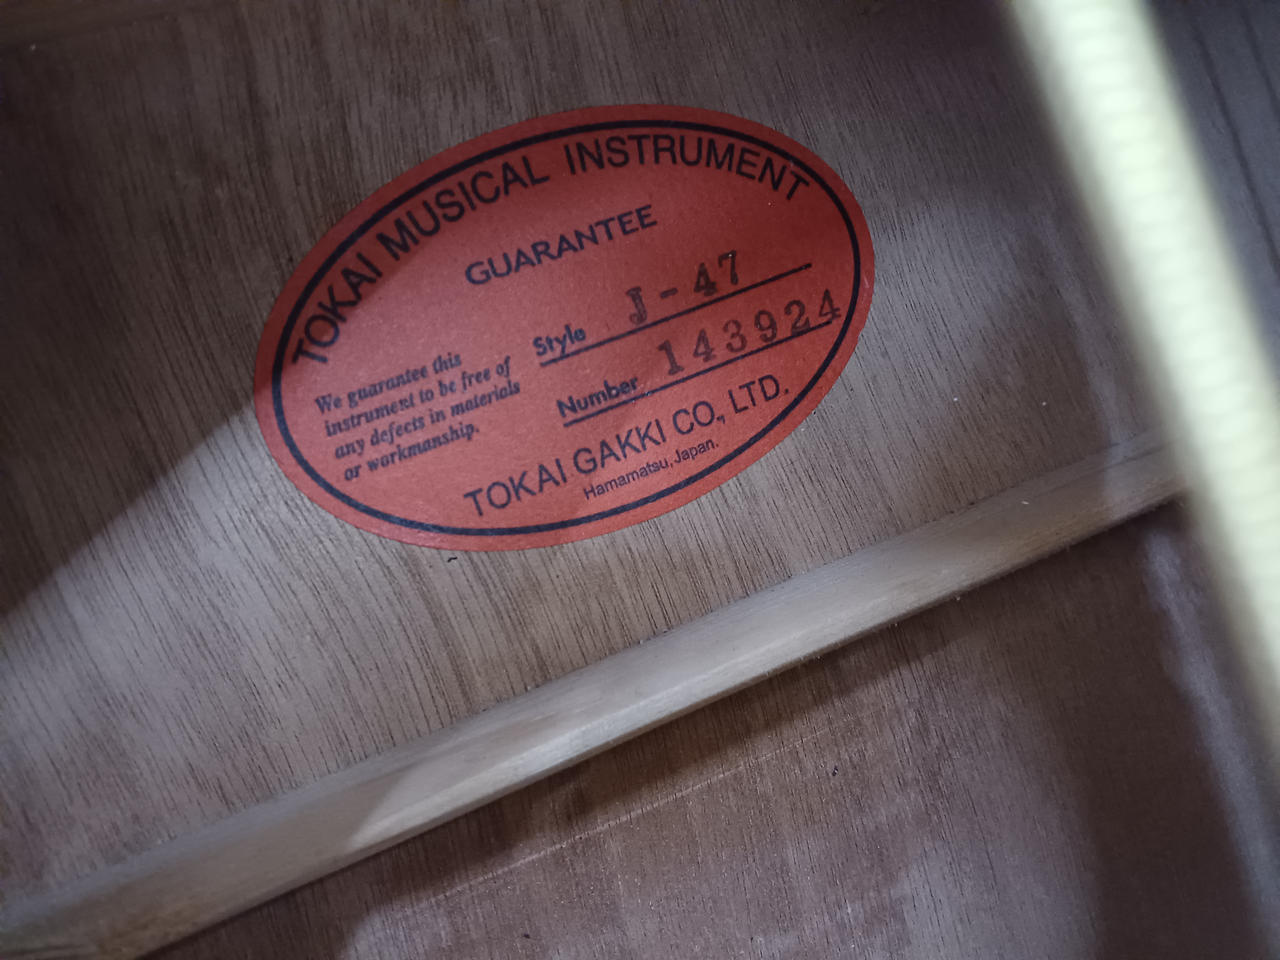 TOKAI MUSICAL INSTRUMENT
GUARANTEE
We guarantee this
instrument to be free of
any defects in materials
or workmanship.
Style J-47
Number 143924
TOKAI GAKKI CO., LTD.
Hamamatsu, Japan.